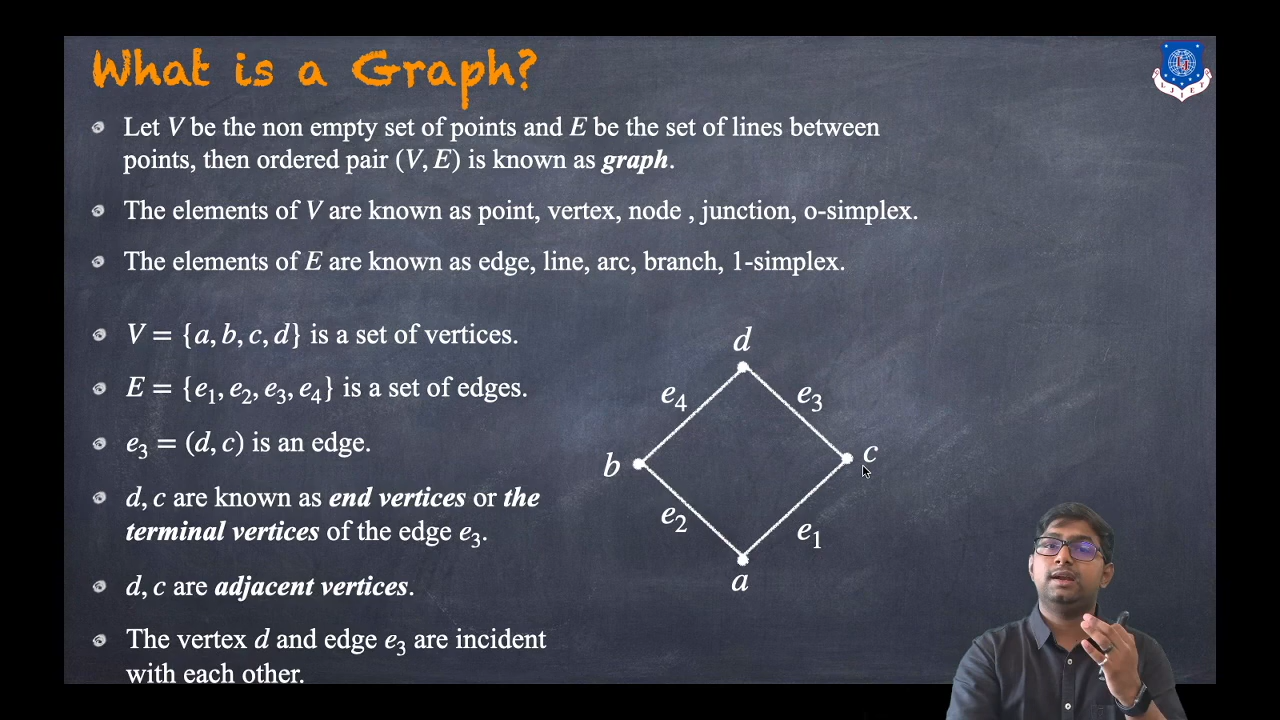 What is a Graph?
Let V be the non empty set of points and E be the set of lines between
points, then ordered pair (V, E) is known as graph.
The elements of V are known as point, vertex, node , junction, o-simplex.
The elements of E are known as edge, line, arc, branch, 1-simplex.
V = {a, b, c, d} is a set of vertices.
E = {e₁, e₂, e₃, e₄} is a set of edges.
e₃ = (d, c) is an edge.
d, c are known as end vertices or the
terminal vertices of the edge e₃.
d, c are adjacent vertices.
The vertex d and edge e₃ are incident
with each other.
d
e₄
e₃
b
c
e₂
e₁
a